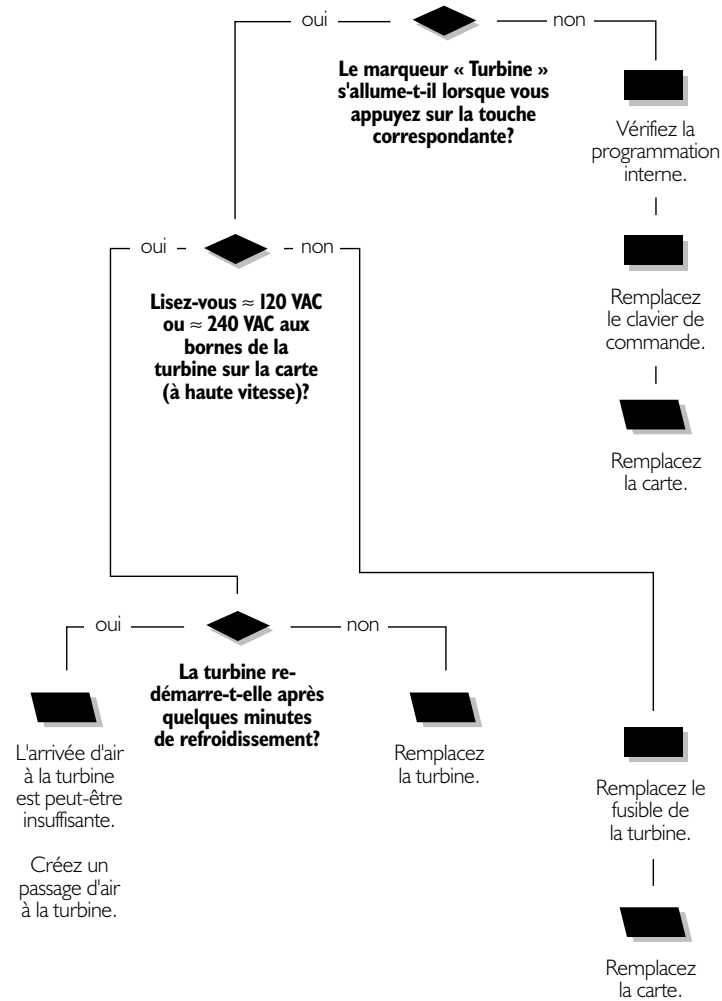 oui
non
Le marqueur « Turbine »
s'allume-t-il lorsque vous
appuyez sur la touche
correspondante?
Vérifiez la
programmation
interne.
Remplacez
le clavier de
commande.
Remplacez
la carte.
oui
non
Lisez-vous ≈ 120 VAC
ou ≈ 240 VAC aux
bornes de la
turbine sur la carte
(à haute vitesse)?
oui
non
La turbine re-
démarre-t-elle après
quelques minutes
de refroidissement?
L'arrivée d'air
à la turbine
est peut-être
insuffisante.
Créez un
passage d'air
à la turbine.
Remplacez
la turbine.
Remplacez le
fusible de
la turbine.
Remplacez
la carte.